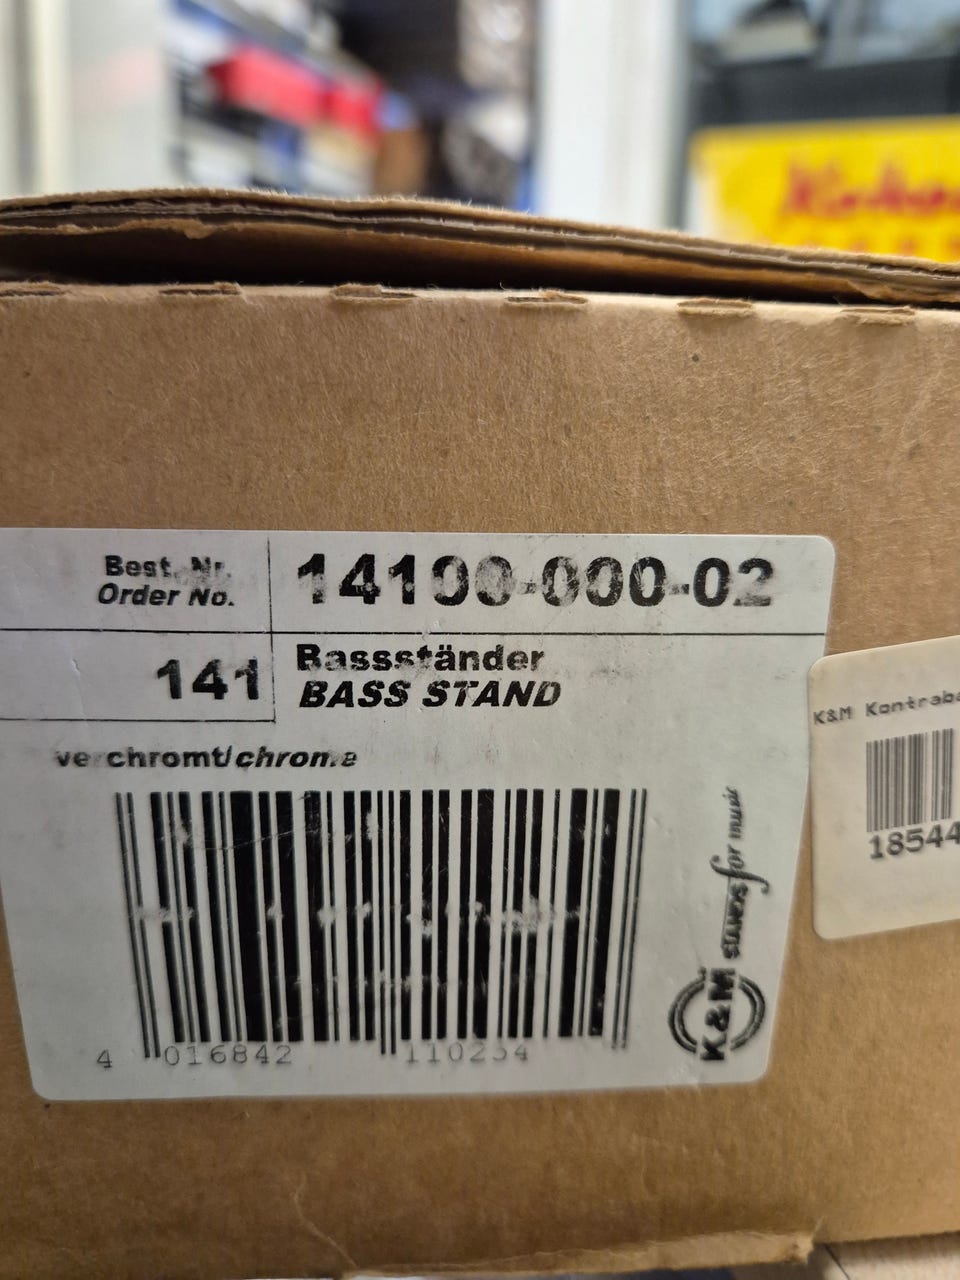 Best.-Nr.
Order No.
14100-000-02
141
Bassständer
BASS STAND
verchromt/chrome
4 016842 110234
K&M STANDS for music
K&M Kontraba
18544